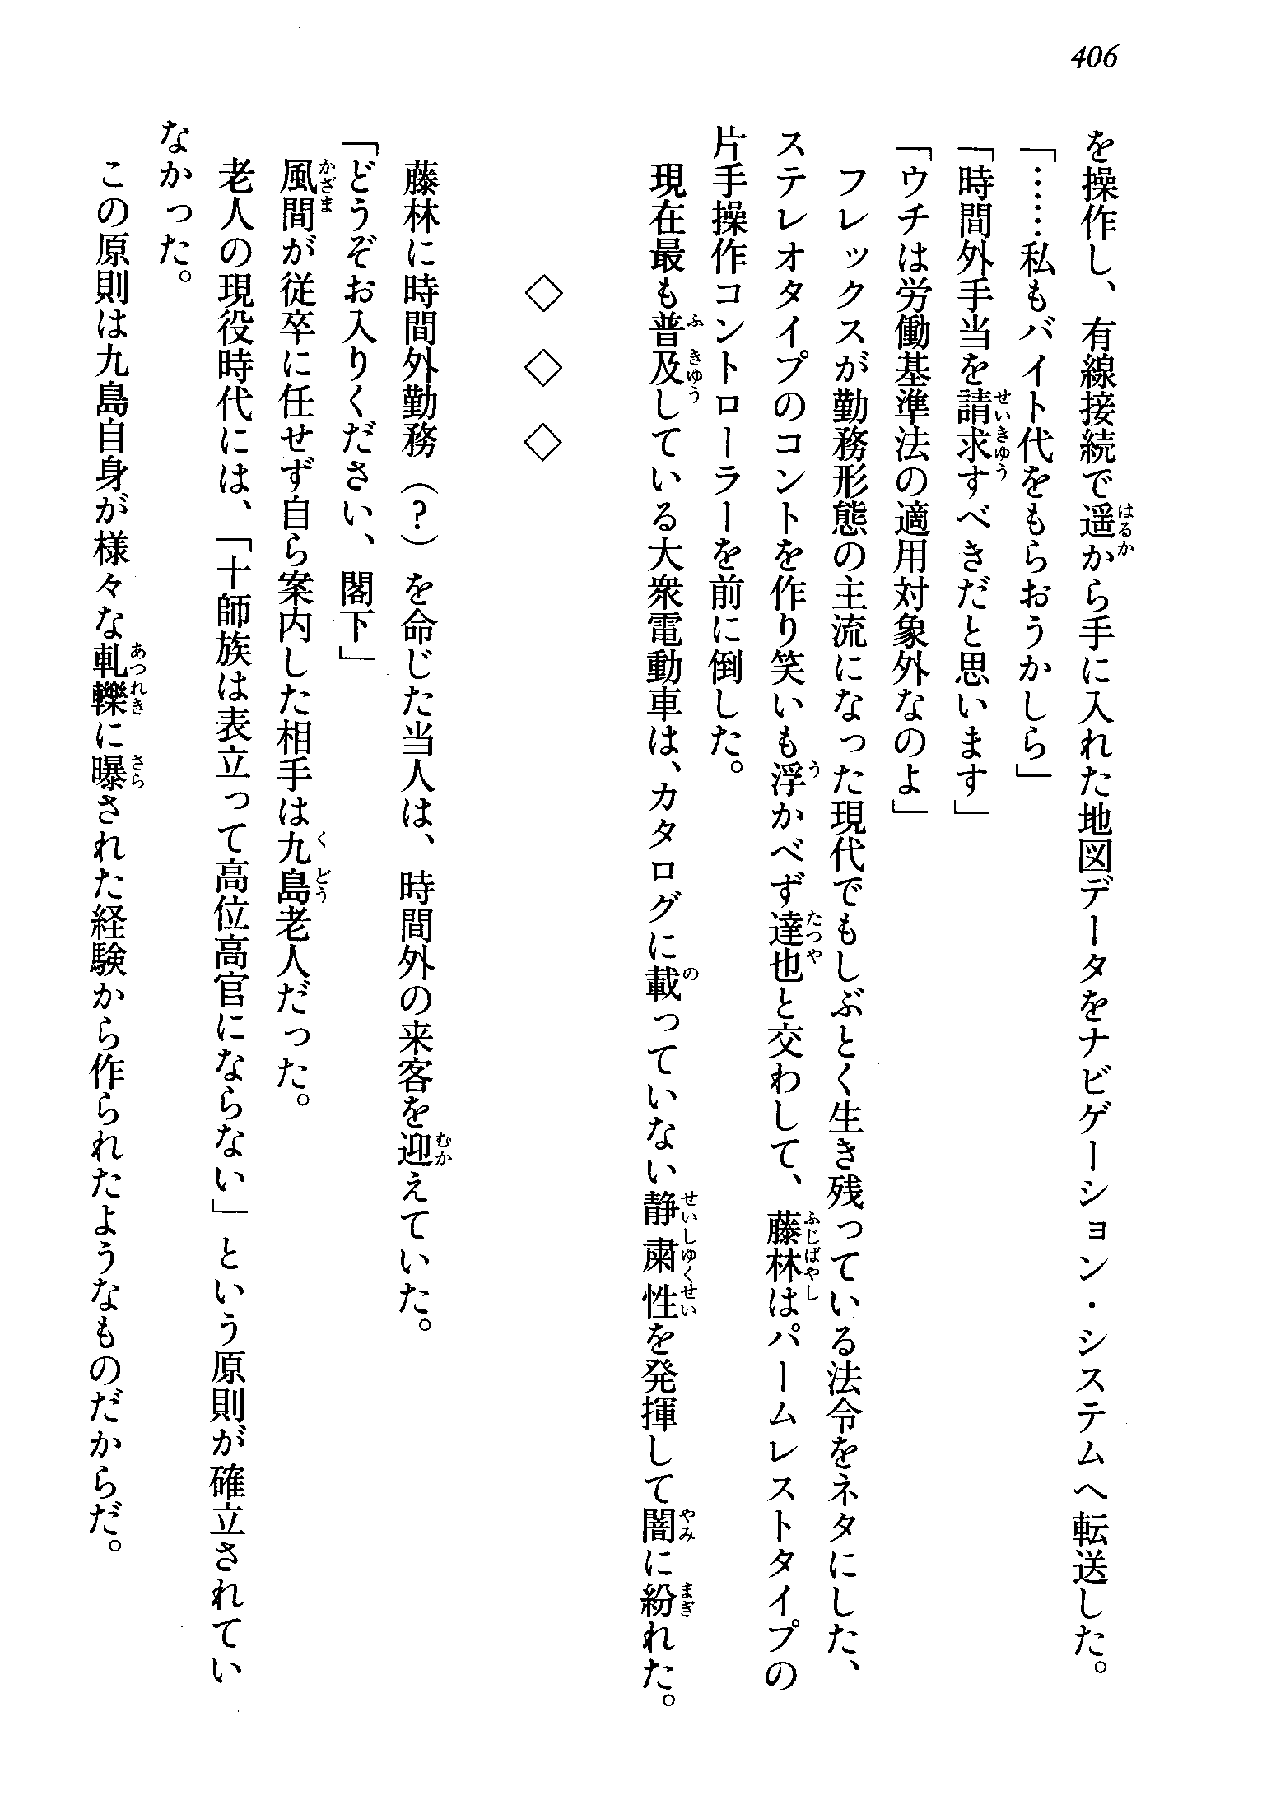 406
を操作し、有線接続で遥かから手に入れた地図データをナビゲーション・システムへ転送した。
「……私もバイト代をもらおうかしら」
「時間外手当を請求すべきだと思います」
「ウチは労働基準法の適用対象外なのよ」
フレックスが勤務形態の主流になった現代でもしぶとく生き残っている法令をネタにした、
ステレオタイプのコントを作り笑いも浮かべず達也と交わして、藤林はパームレストタイプの
片手操作コントローラーを前に倒した。
現在最も普及している大衆電動車は、カタログに載っていない静粛性を発揮して闇に紛れた。
◇　◇　◇
藤林に時間外勤務（？）を命じた当人は、時間外の来客を迎えていた。
「どうぞお入りください、閣下」
風間が従卒に任せず自ら案内した相手は九島老人だった。
老人の現役時代には、「十師族は表立って高位高官にならない」という原則が確立されてい
なかった。
この原則は九島自身が様々な軋轢に曝された経験から作られたようなものだからだ。